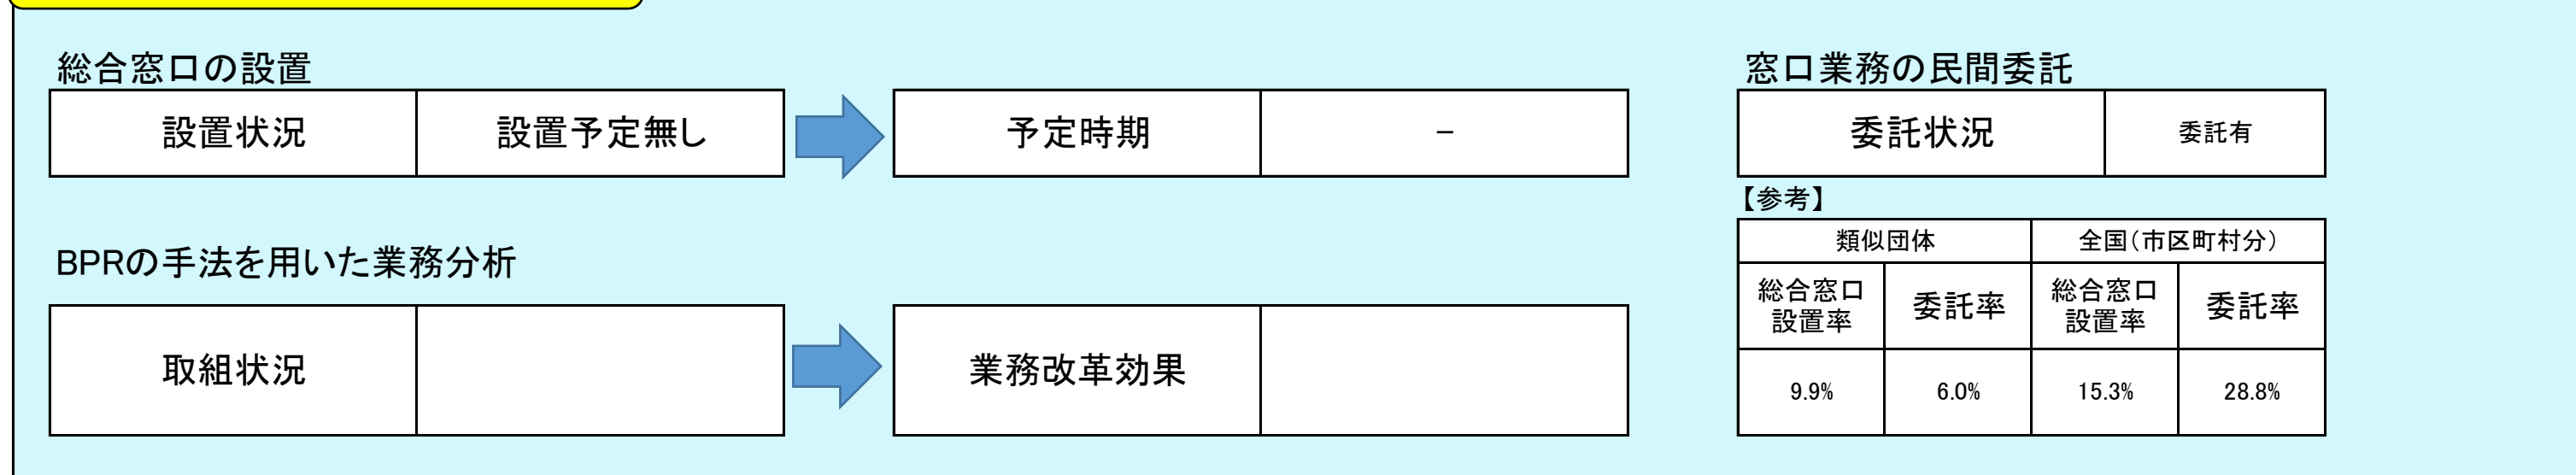 総合窓口の設置
設置状況 設置予定無し 予定時期 －
BPRの手法を用いた業務分析
取組状況 業務改革効果
窓口業務の民間委託
委託状況 委託有
【参考】
類似団体 全国(市区町村分)
総合窓口
設置率
委託率
総合窓口
設置率
委託率
9.9% 6.0% 15.3% 28.8%